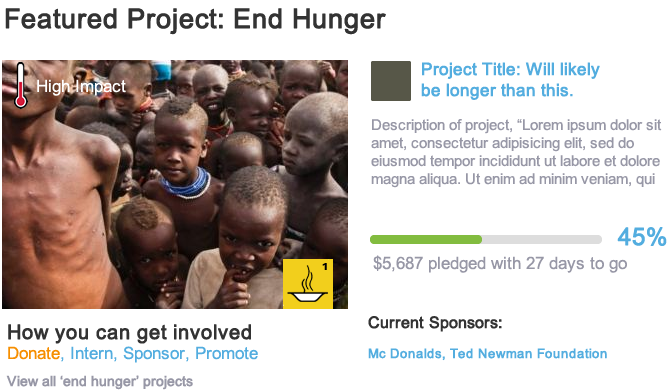 Featured Project: End Hunger
High Impact
1
How you can get involved
Donate, Intern, Sponsor, Promote
View all 'end hunger' projects
Project Title: Will likely
be longer than this.
Description of project, “Lorem ipsum dolor sit
amet, consectetur adipisicing elit, sed do
eiusmod tempor incididunt ut labore et dolore
magna aliqua. Ut enim ad minim veniam, qui
45%
$5,687 pledged with 27 days to go
Current Sponsors:
Mc Donalds, Ted Newman Foundation